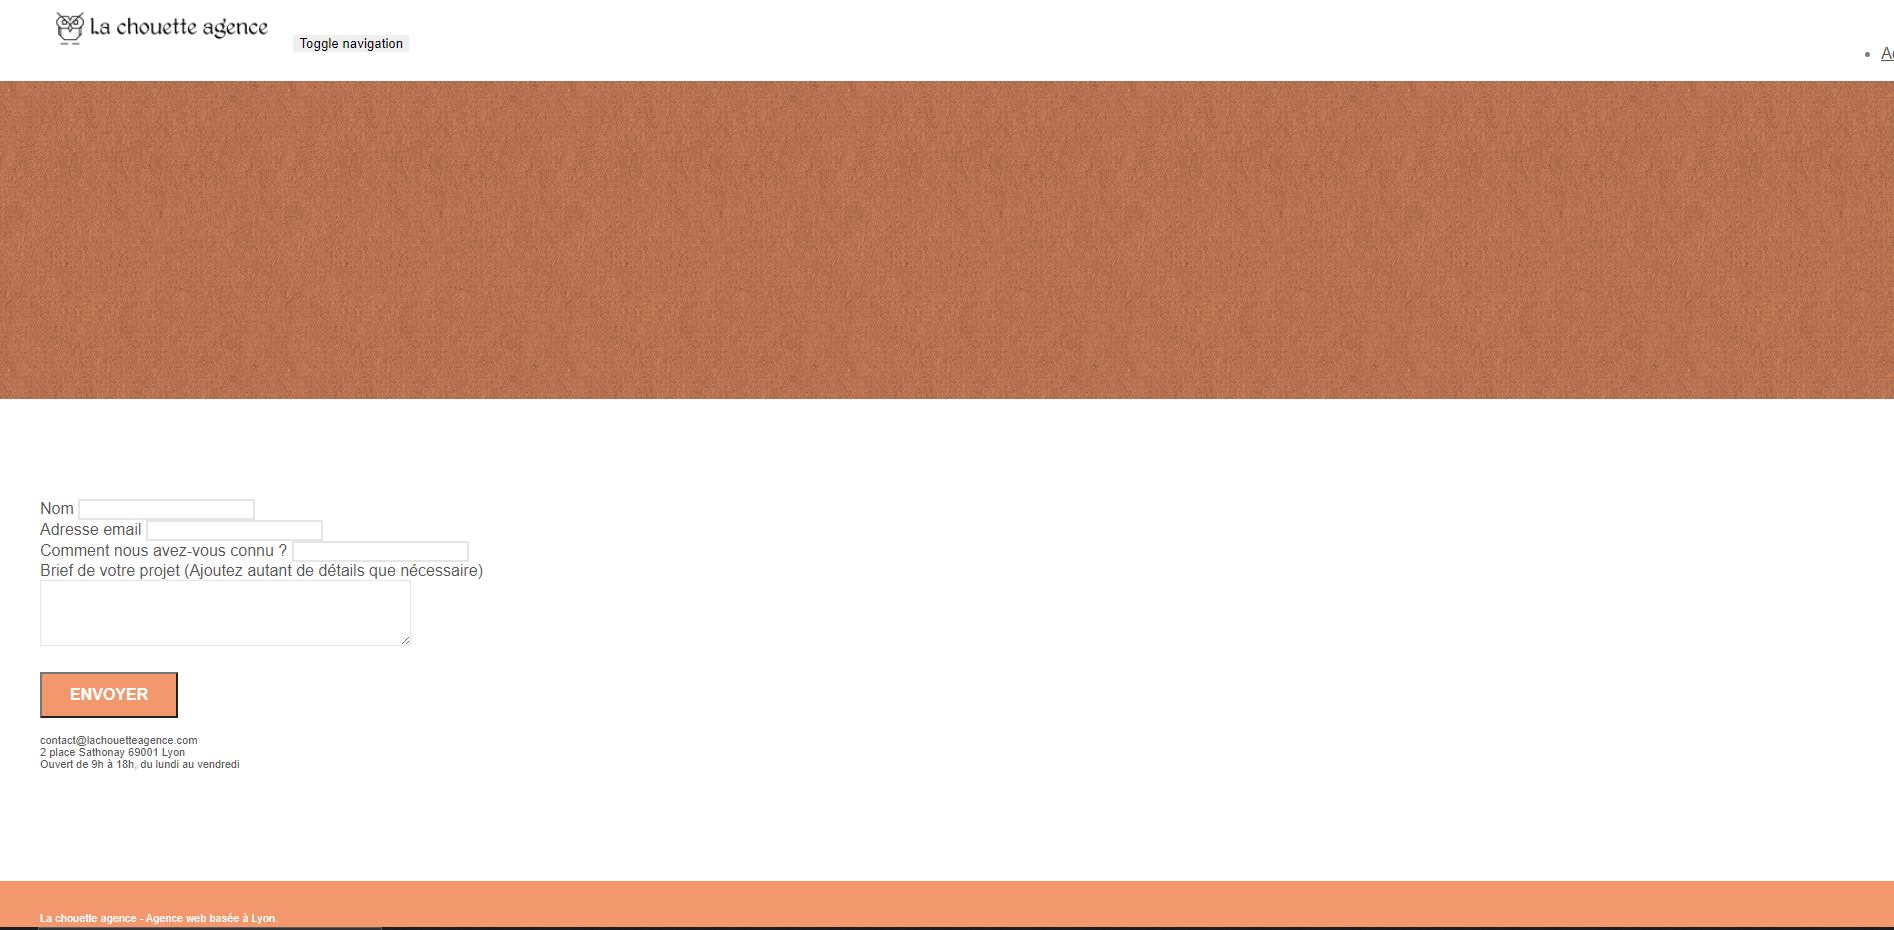 La chouette agence
Toggle navigation
Nom
Adresse email
Comment nous avez-vous connu ?
Brief de votre projet (Ajoutez autant de détails que nécessaire)
ENVOYER
contact@lachouetteagence.com
2 place Sathonay 69001 Lyon
Ouvert de 9h à 18h, du lundi au vendredi
La chouette agence - Agence web basée à Lyon.